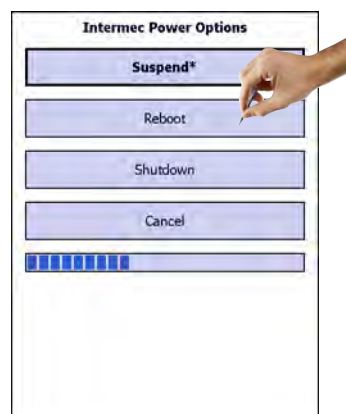 Intermec Power Options
Suspend*
Reboot
Shutdown
Cancel